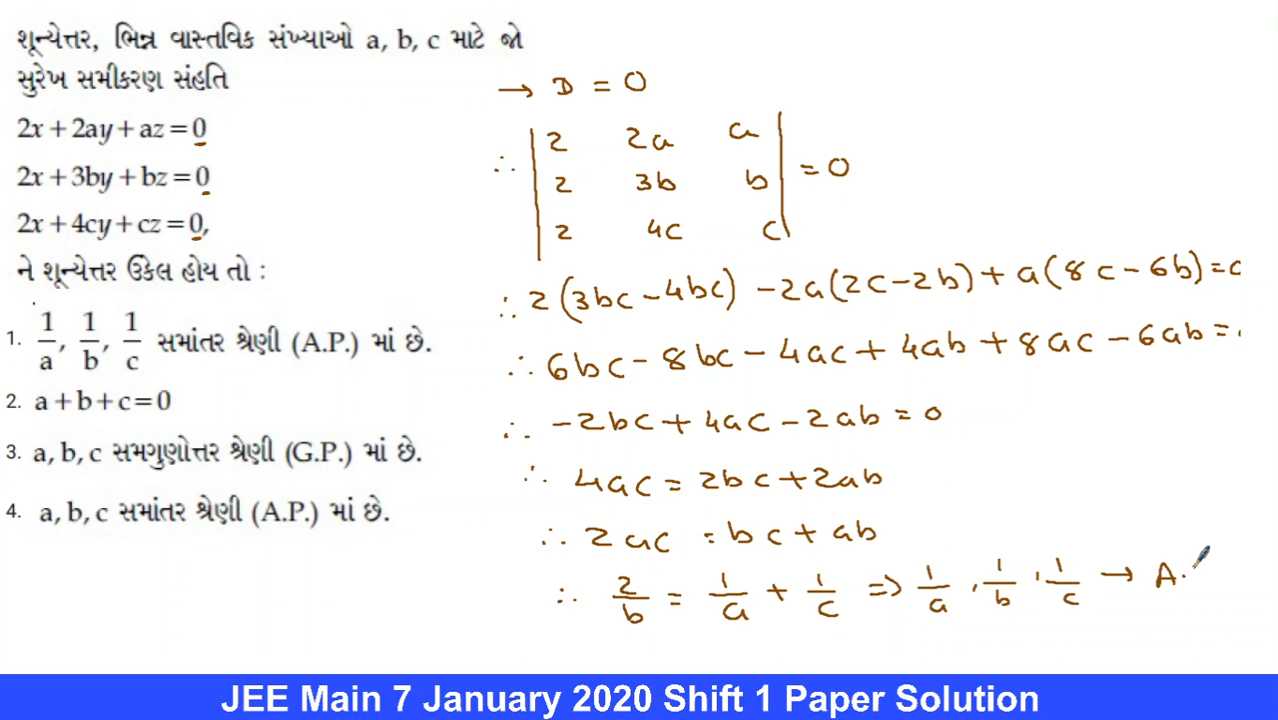 શૂન્યેત્તર, ભિન્ન વાસ્તવિક સંખ્યાઓ a, b, c માટે જો
સુરેખ સમીકરણ સંહતિ
2x + 2ay + az = 0
2x + 3by + bz = 0
2x + 4cy + cz = 0,
ને શૂન્યેત્તર ઉકેલ હોય તો :
1. 1/a, 1/b, 1/c સમાંતર શ્રેણી (A.P.) માં છે.
2. a + b + c = 0
3. a, b, c સમગુણોત્તર શ્રેણી (G.P.) માં છે.
4. a, b, c સમાંતર શ્રેણી (A.P.) માં છે.
→ D = 0
∴ | 2 2a a |
| 2 3b b | = 0
| 2 4c c |
∴ 2(3bc - 4bc) - 2a(2c - 2b) + a(8c - 6b) =
∴ 6bc - 8bc - 4ac + 4ab + 8ac - 6ab =
∴ -2bc + 4ac - 2ab = 0
∴ 4ac = 2bc + 2ab
∴ 2ac = bc + ab
∴ 2/b = 1/a + 1/c ⇒ 1/a, 1/b, 1/c → A.
JEE Main 7 January 2020 Shift 1 Paper Solution